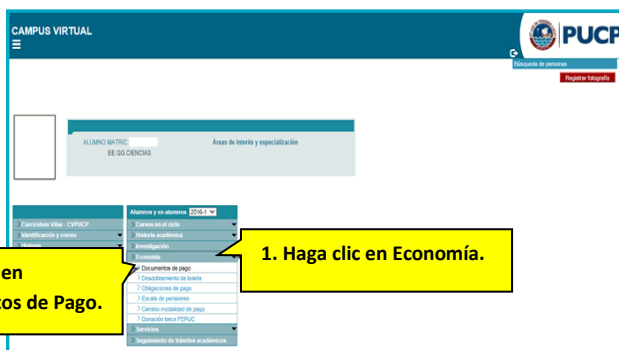 CAMPUS VIRTUAL
PUCP
Búsqueda de personas
Registrar fotografía
ALUMNO MATRIC.
Áreas de interés y especialización
EE.GG.CIENCIAS
Alumnos y ex-alumnos 2016-1
Curriculum Vitae - CVPUCP
Cursos en el ciclo
Identificación y correo
Historia académica
Historia
Investigación
Economía
1. Haga clic en Economía.
Documentos de pago
en
tos de Pago.
Desdoblamiento de boleta
Obligaciones de pago
Escala de pensiones
Cambio modalidad de pago
Donación beca FEPUC
Servicios
Seguimiento de trámites académicos